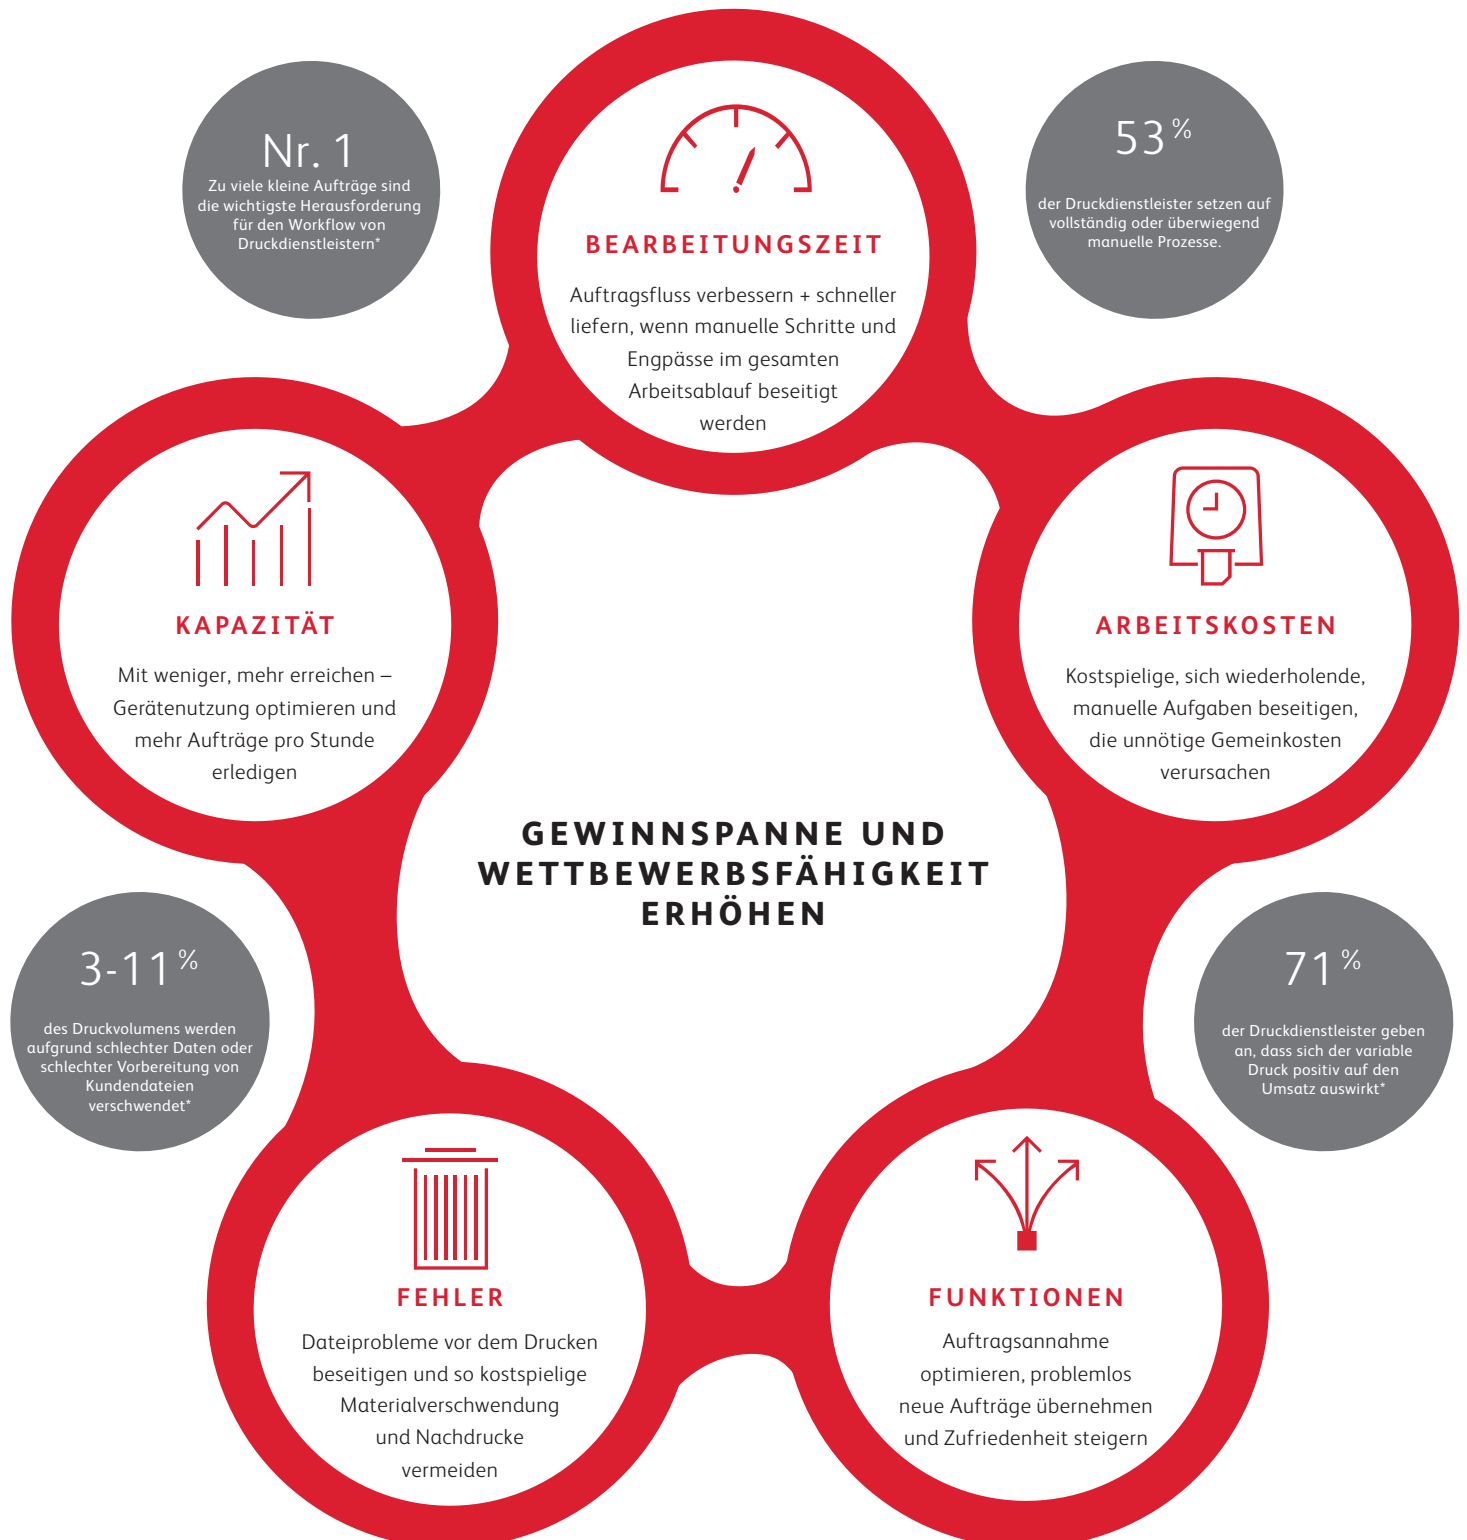 Nr. 1
Zu viele kleine Aufträge sind
die wichtigste Herausforderung
für den Workflow von
Druckdienstleistern*
BEARBEITUNGSZEIT
Auftragsfluss verbessern + schneller
liefern, wenn manuelle Schritte und
Engpässe im gesamten
Arbeitsablauf beseitigt
werden
53%
der Druckdienstleister setzen auf
vollständig oder überwiegend
manuelle Prozesse.
KAPAZITÄT
Mit weniger, mehr erreichen –
Gerätenutzung optimieren und
mehr Aufträge pro Stunde
erledigen
ARBEITSKOSTEN
Kostspielige, sich wiederholende,
manuelle Aufgaben beseitigen,
die unnötige Gemeinkosten
verursachen
GEWINNSPANNE UND
WETTBEWERBSFÄHIGKEIT
ERHÖHEN
3-11%
des Druckvolumens werden
aufgrund schlechter Daten oder
schlechter Vorbereitung von
Kundendateien
verschwendet*
71%
der Druckdienstleister geben
an, dass sich der variable
Druck positiv auf den
Umsatz auswirkt*
FEHLER
Dateiprobleme vor dem Drucken
beseitigen und so kostspielige
Materialverschwendung
und Nachdrucke
vermeiden
FUNKTIONEN
Auftragsannahme
optimieren, problemlos
neue Aufträge übernehmen
und Zufriedenheit steigern